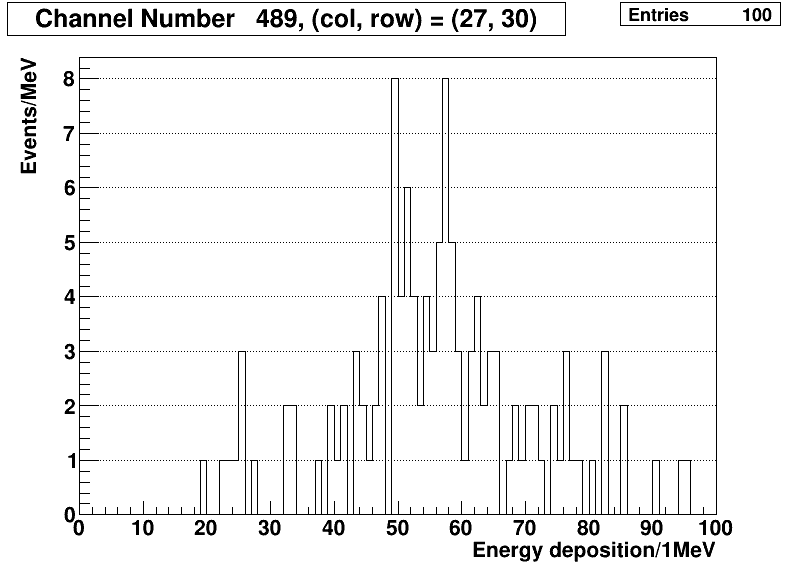 Channel Number 489, (col, row) = (27, 30)
Entries 100
Events/MeV
8
7
6
5
4
3
2
1
0
0 10 20 30 40 50 60 70 80 90 100
Energy deposition/1MeV